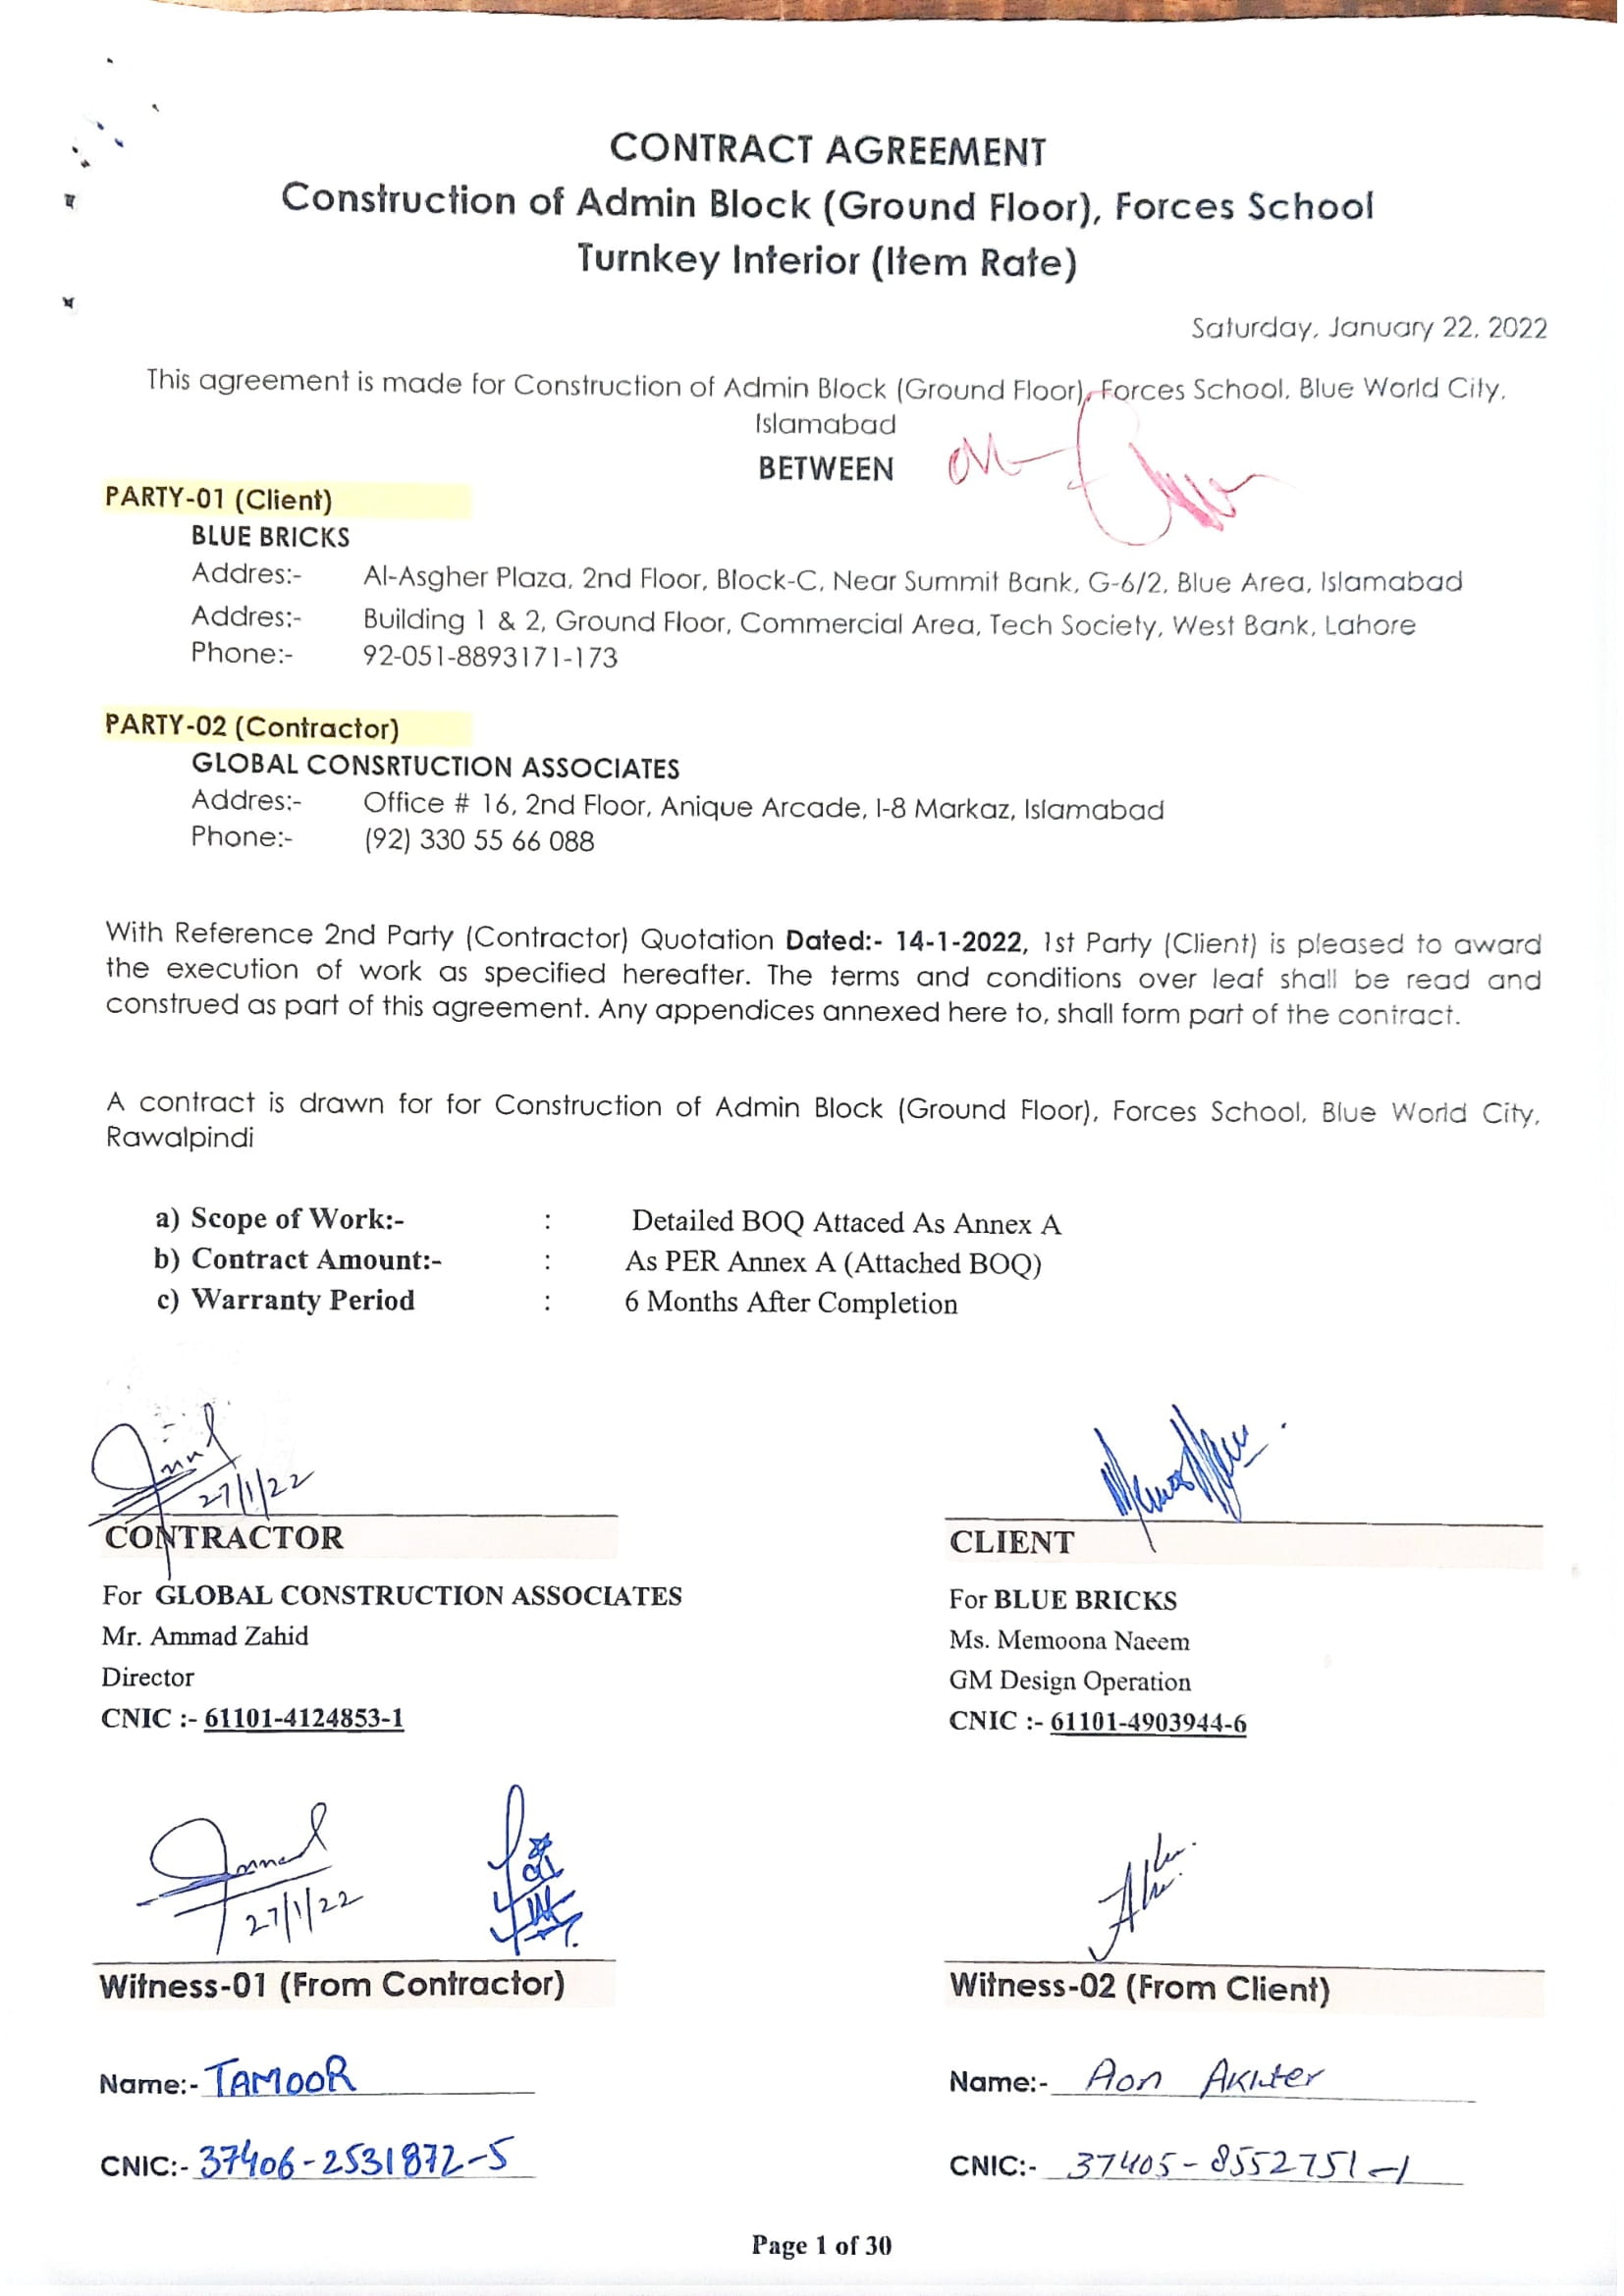 CONTRACT AGREEMENT
Construction of Admin Block (Ground Floor), Forces School
Turnkey Interior (Item Rate)
Saturday, January 22, 2022
This agreement is made for Construction of Admin Block (Ground Floor), Forces School, Blue World City,
Islamabad
BETWEEN
PARTY-01 (Client)
BLUE BRICKS
Addres:- Al-Asgher Plaza, 2nd Floor, Block-C, Near Summit Bank, G-6/2, Blue Area, Islamabad
Addres:- Building 1 & 2, Ground Floor, Commercial Area, Tech Society, West Bank, Lahore
Phone:- 92-051-8893171-173
PARTY-02 (Contractor)
GLOBAL CONSRTUCTION ASSOCIATES
Addres:- Office # 16, 2nd Floor, Anique Arcade, I-8 Markaz, Islamabad
Phone:- (92) 330 55 66 088
With Reference 2nd Party (Contractor) Quotation Dated:- 14-1-2022, 1st Party (Client) is pleased to award
the execution of work as specified hereafter. The terms and conditions over leaf shall be read and
construed as part of this agreement. Any appendices annexed here to, shall form part of the contract.
A contract is drawn for for Construction of Admin Block (Ground Floor), Forces School, Blue World City,
Rawalpindi
a) Scope of Work:- : Detailed BOQ Attaced As Annex A
b) Contract Amount:- : As PER Annex A (Attached BOQ)
c) Warranty Period : 6 Months After Completion
27/1/22
CONTRACTOR CLIENT
For GLOBAL CONSTRUCTION ASSOCIATES For BLUE BRICKS
Mr. Ammad Zahid Ms. Memoona Naeem
Director GM Design Operation
CNIC :- 61101-4124853-1 CNIC :- 61101-4903944-6
27/1/22
Witness-01 (From Contractor) Witness-02 (From Client)
Name:- TAMOOR Name:- Aon Akhter
CNIC:- 37406-2531872-5 CNIC:- 37405-8552751-1
Page 1 of 30